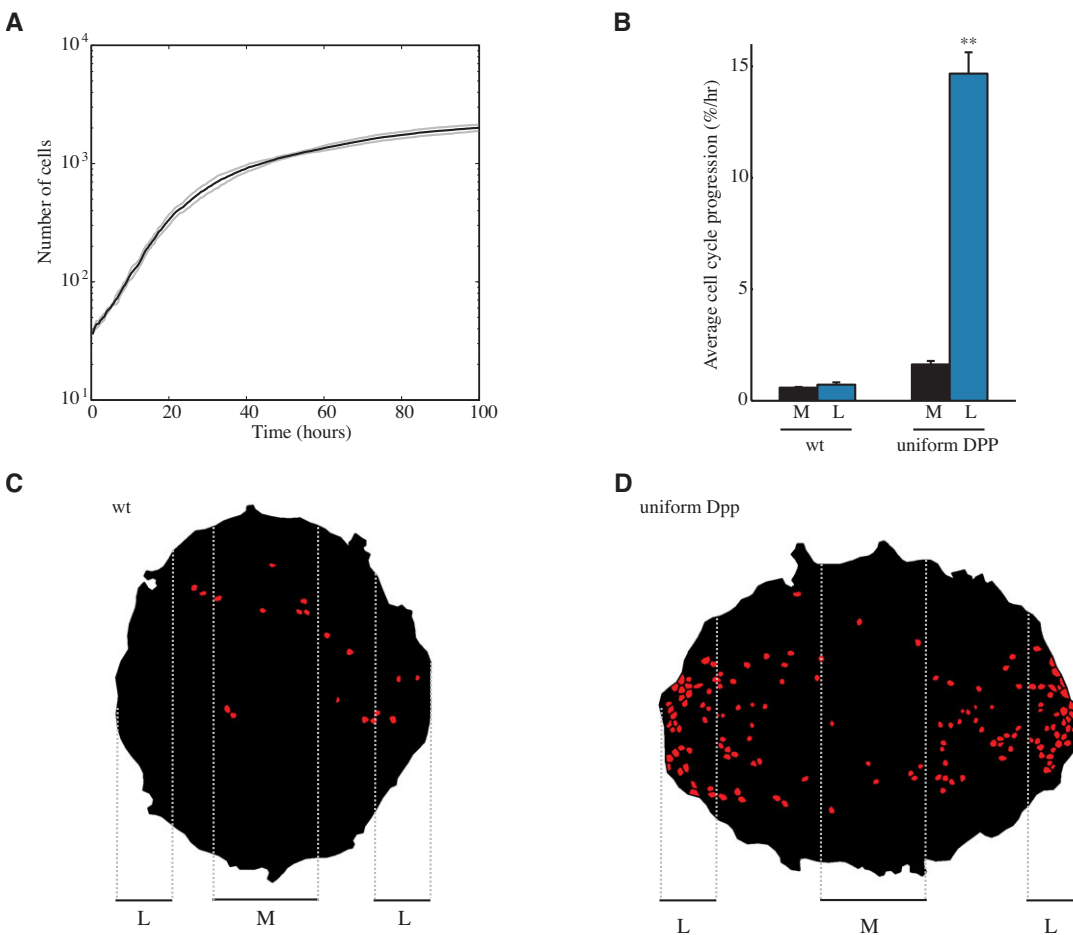 A
Number of cells
10^4
10^3
10^2
10^1
0 20 40 60 80 100
Time (hours)
B
Average cell cycle progression (%/hr)
15
10
5
0
**
M L M L
wt uniform DPP
C
wt
L M L
D
uniform Dpp
L M L